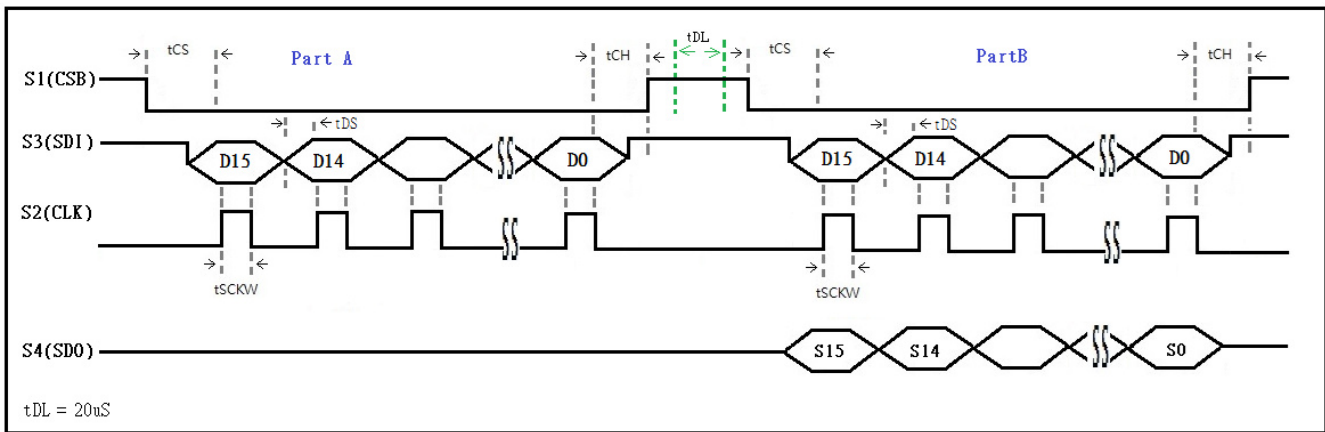 tDL
tCS Part A tCH tCS PartB tCH
S1(CSB)
tDS tDS
S3(SDI) D15 D14 D0 D15 D14 D0
S2(CLK)
tSCKW tSCKW
S4(SDO) S15 S14 S0
tDL = 20uS